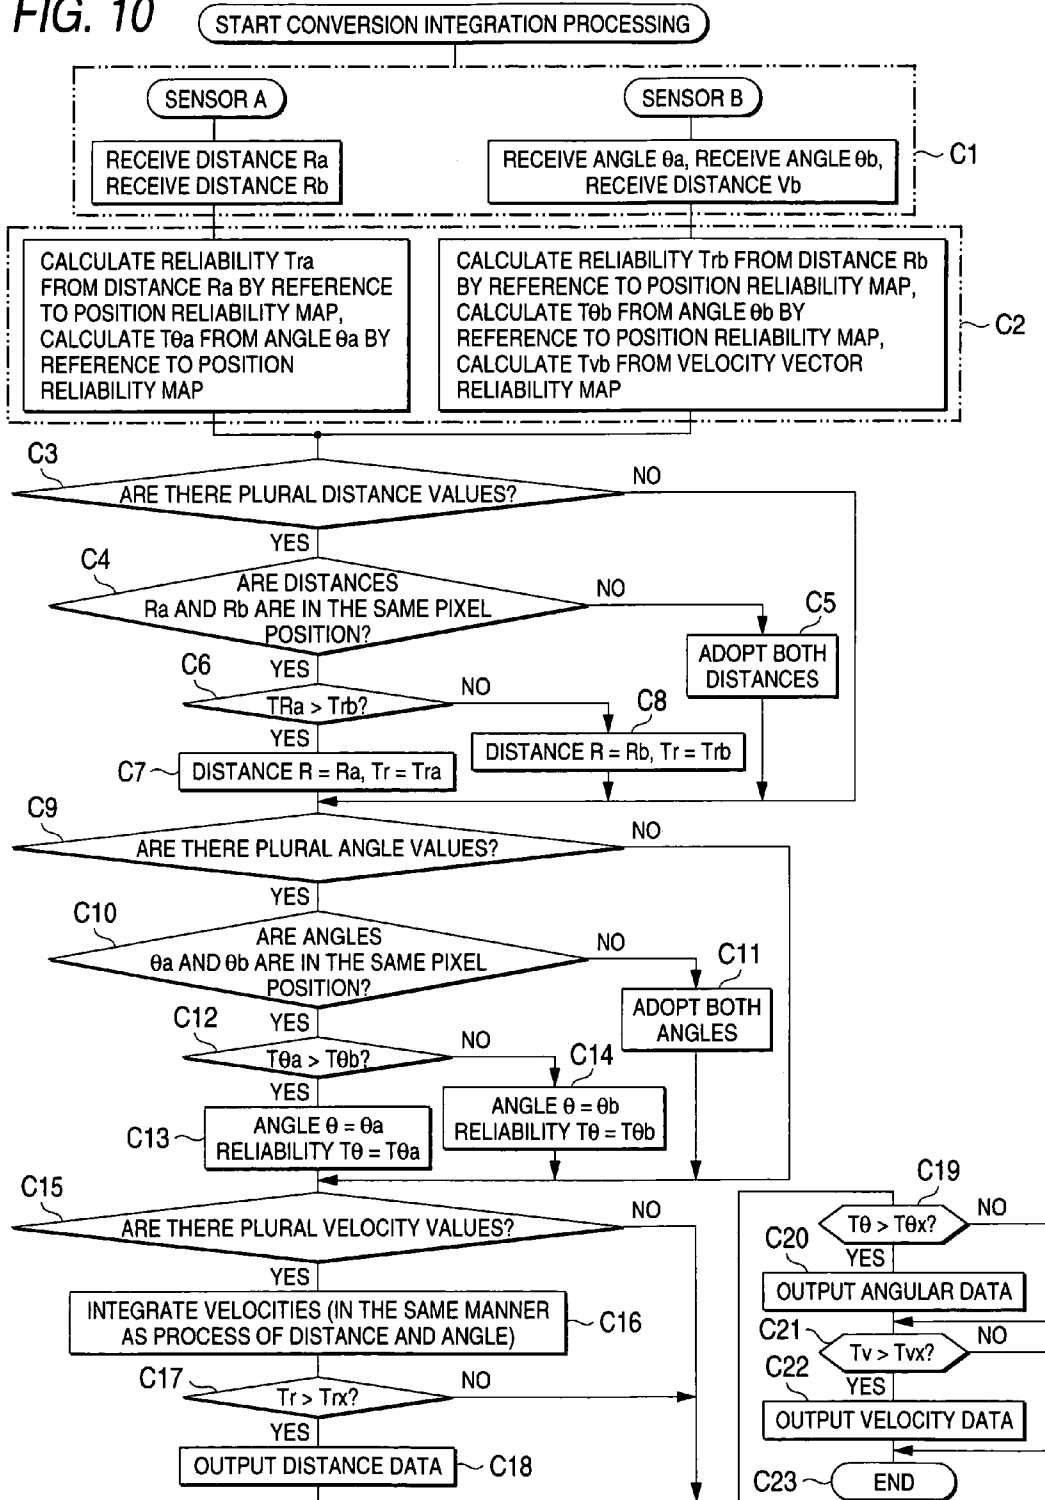 FIG. 10
START CONVERSION INTEGRATION PROCESSING
SENSOR A
SENSOR B
RECEIVE DISTANCE Ra
RECEIVE DISTANCE Rb
RECEIVE ANGLE θa, RECEIVE ANGLE θb,
RECEIVE DISTANCE Vb
C1
CALCULATE RELIABILITY Tra
FROM DISTANCE Ra BY REFERENCE
TO POSITION RELIABILITY MAP,
CALCULATE Tθa FROM ANGLE θa BY
REFERENCE TO POSITION
RELIABILITY MAP
CALCULATE RELIABILITY Trb FROM DISTANCE Rb
BY REFERENCE TO POSITION RELIABILITY MAP,
CALCULATE Tθb FROM ANGLE θb BY
REFERENCE TO POSITION RELIABILITY MAP,
CALCULATE Tvb FROM VELOCITY VECTOR
RELIABILITY MAP
C2
C3
ARE THERE PLURAL DISTANCE VALUES?
NO
YES
C4
ARE DISTANCES
Ra AND Rb ARE IN THE SAME PIXEL
POSITION?
NO
YES
C5
ADOPT BOTH
DISTANCES
C6
TRa > Trb?
NO
YES
C7
DISTANCE R = Ra, Tr = Tra
C8
DISTANCE R = Rb, Tr = Trb
C9
ARE THERE PLURAL ANGLE VALUES?
NO
YES
C10
ARE ANGLES
θa AND θb ARE IN THE SAME PIXEL
POSITION?
NO
YES
C11
ADOPT BOTH
ANGLES
C12
Tθa > Tθb?
NO
YES
C13
ANGLE θ = θa
RELIABILITY Tθ = Tθa
C14
ANGLE θ = θb
RELIABILITY Tθ = Tθb
C15
ARE THERE PLURAL VELOCITY VALUES?
NO
YES
INTEGRATE VELOCITIES (IN THE SAME MANNER
AS PROCESS OF DISTANCE AND ANGLE)
C16
C17
Tr > Trx?
NO
YES
OUTPUT DISTANCE DATA
C18
C19
Tθ > Tθx?
NO
YES
C20
OUTPUT ANGULAR DATA
C21
Tv > Tvx?
NO
YES
C22
OUTPUT VELOCITY DATA
C23
END